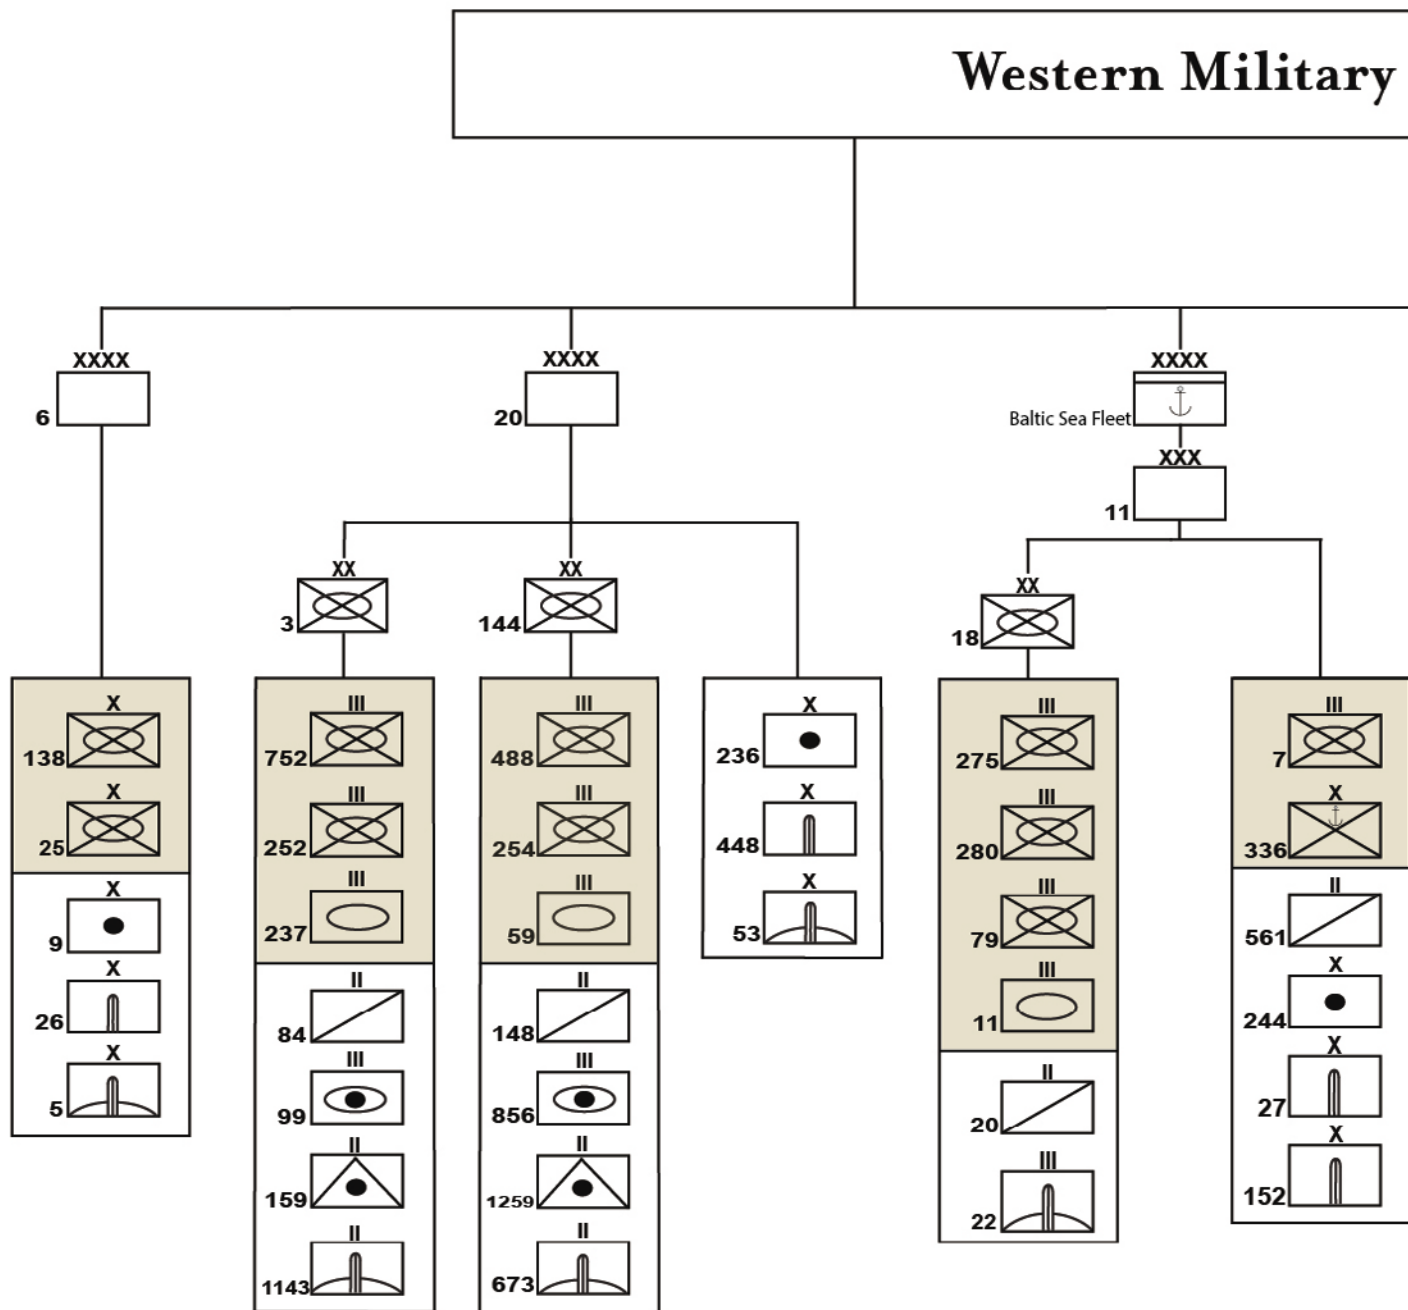 Western Military
XXXX
6
XXXX
20
XXXX
Baltic Sea Fleet
XXX
11
XX
3
XX
144
XX
18
X
138
X
25
X
9
X
26
X
5
III
752
III
252
III
237
II
84
III
99
II
159
II
1143
III
488
III
254
III
59
II
148
III
856
II
1259
II
673
X
236
X
448
X
53
III
275
III
280
III
79
III
11
II
20
III
22
III
7
X
336
II
561
X
244
X
27
X
152